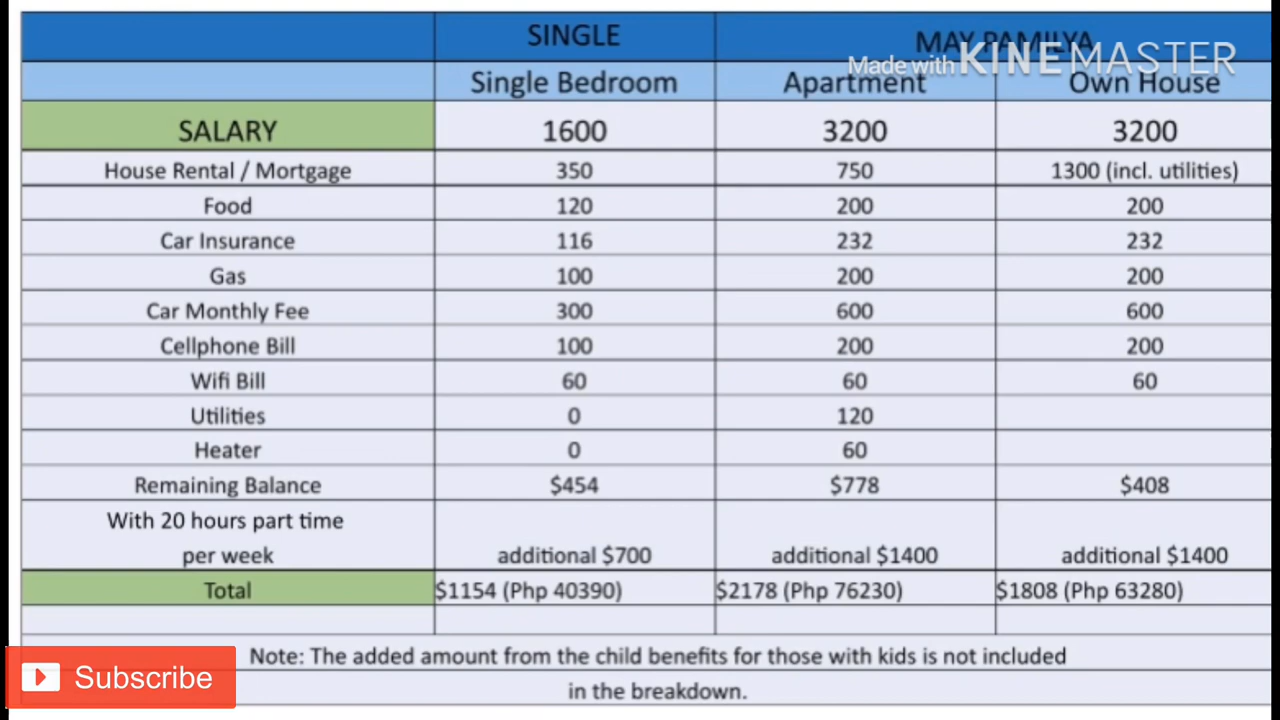 SINGLE MAY PAMILYA
Made with KINEMASTER
Single Bedroom Apartment Own House
SALARY 1600 3200 3200
House Rental / Mortgage 350 750 1300 (incl. utilities)
Food 120 200 200
Car Insurance 116 232 232
Gas 100 200 200
Car Monthly Fee 300 600 600
Cellphone Bill 100 200 200
Wifi Bill 60 60 60
Utilities 0 120
Heater 0 60
Remaining Balance $454 $778 $408
With 20 hours part time
per week additional $700 additional $1400 additional $1400
Total $1154 (Php 40390) $2178 (Php 76230) $1808 (Php 63280)
Note: The added amount from the child benefits for those with kids is not included
in the breakdown.
Subscribe